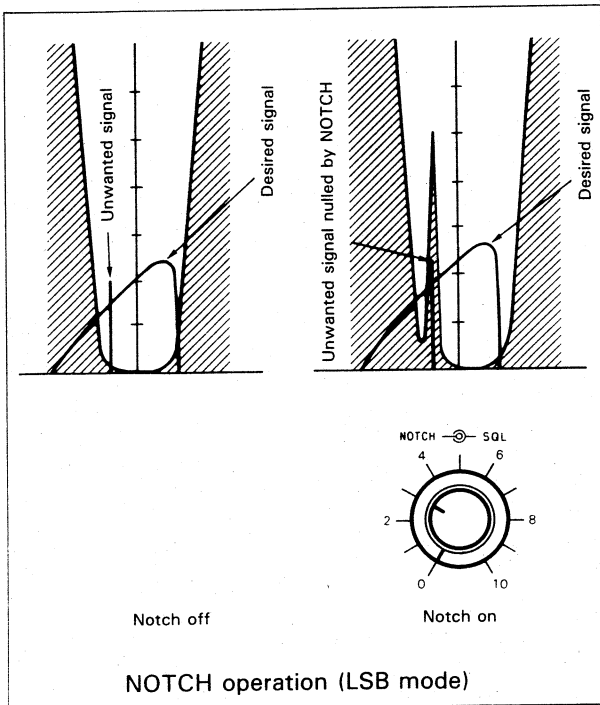 Unwanted signal
Desired signal
Unwanted signal nulled by NOTCH
Desired signal
NOTCH SQL
4 6
2 8
0 10
Notch off
Notch on
NOTCH operation (LSB mode)